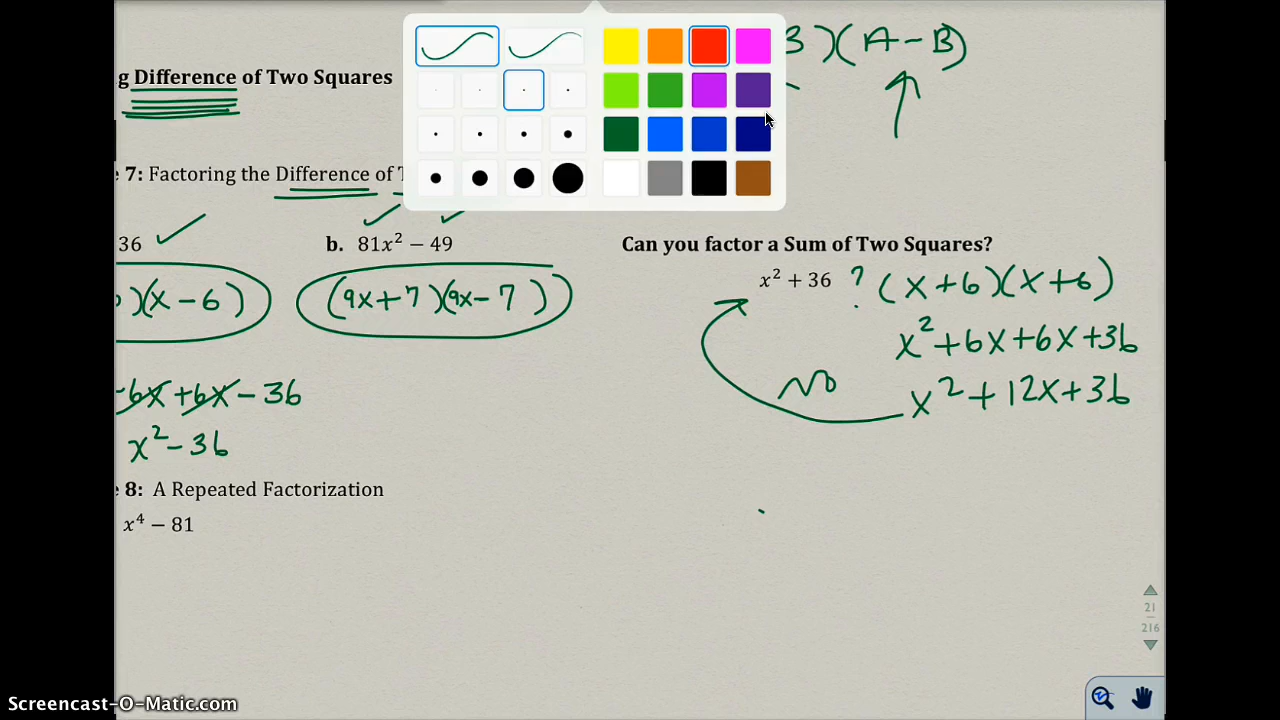 3 )(A - B)
g Difference of Two Squares
e 7: Factoring the Difference of T
36
b. 81x² − 49
Can you factor a Sum of Two Squares?
)(x - 6)
(9x+7)(9x-7)
x² + 36 ? (x+6)(x+6)
x²+6x+6x+36
-6x+6x-36
NO
x²+12x+36
x²-36
e 8: A Repeated Factorization
x⁴ − 81
21
216
Screencast-O-Matic.com